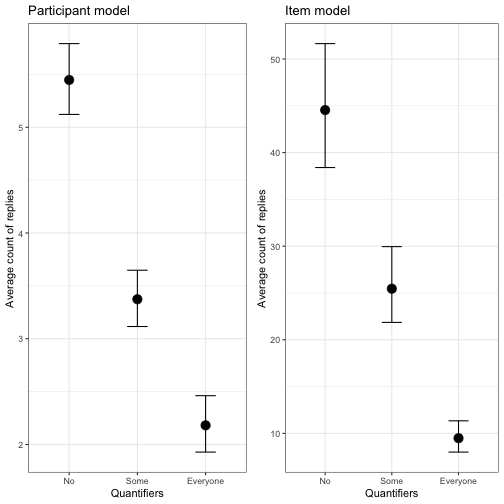 Participant model
Average count of replies
5
4
3
2
No Some Everyone
Quantifiers
Item model
Average count of replies
50
40
30
20
10
No Some Everyone
Quantifiers